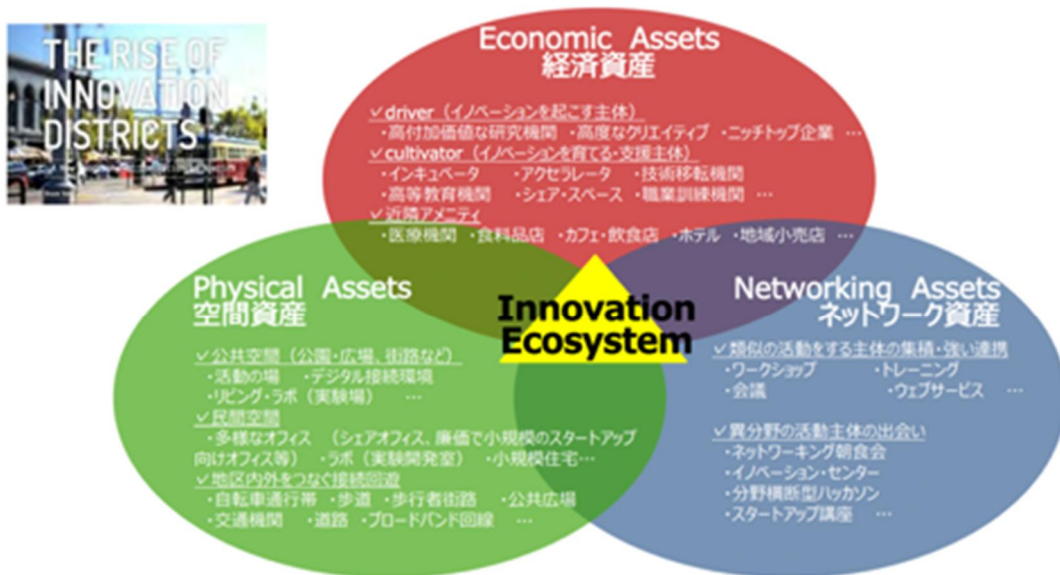 THE RISE OF
INNOVATION
DISTRICTS
Economic Assets
経済資産
✓driver（イノベーションを起こす主体）
・高付加価値な研究機関 ・高度なクリエイティブ ・ニッチトップ企業 …
✓cultivator（イノベーションを育てる・支援主体）
・インキュベータ ・アクセラレータ ・技術移転機関
・高等教育機関 ・シェア・スペース ・職業訓練機関 …
✓近隣アメニティ
・医療機関 ・食料品店 ・カフェ・飲食店 ・ホテル ・地域小売店 …
Physical Assets
空間資産
✓公共空間（公園・広場、街路など）
・活動の場 ・デジタル接続環境
・リビング・ラボ（実験場） …
✓民間空間
・多様なオフィス （シェアオフィス、廉価で小規模のスタートアップ
向けオフィス等）・ラボ（実験開発室） ・小規模住宅…
✓地区内外をつなぐ接続回遊
・自転車通行帯 ・歩道 ・歩行者街路 ・公共広場
・交通機関 ・道路 ・ブロードバンド回線 …
Innovation
Ecosystem
Networking Assets
ネットワーク資産
✓類似の活動をする主体の集積・強い連携
・ワークショップ ・トレーニング
・会議 ・ウェブサービス …
✓異分野の活動主体の出会い
・ネットワーキング朝食会
・イノベーション・センター
・分野横断型ハッカソン
・スタートアップ講座 …